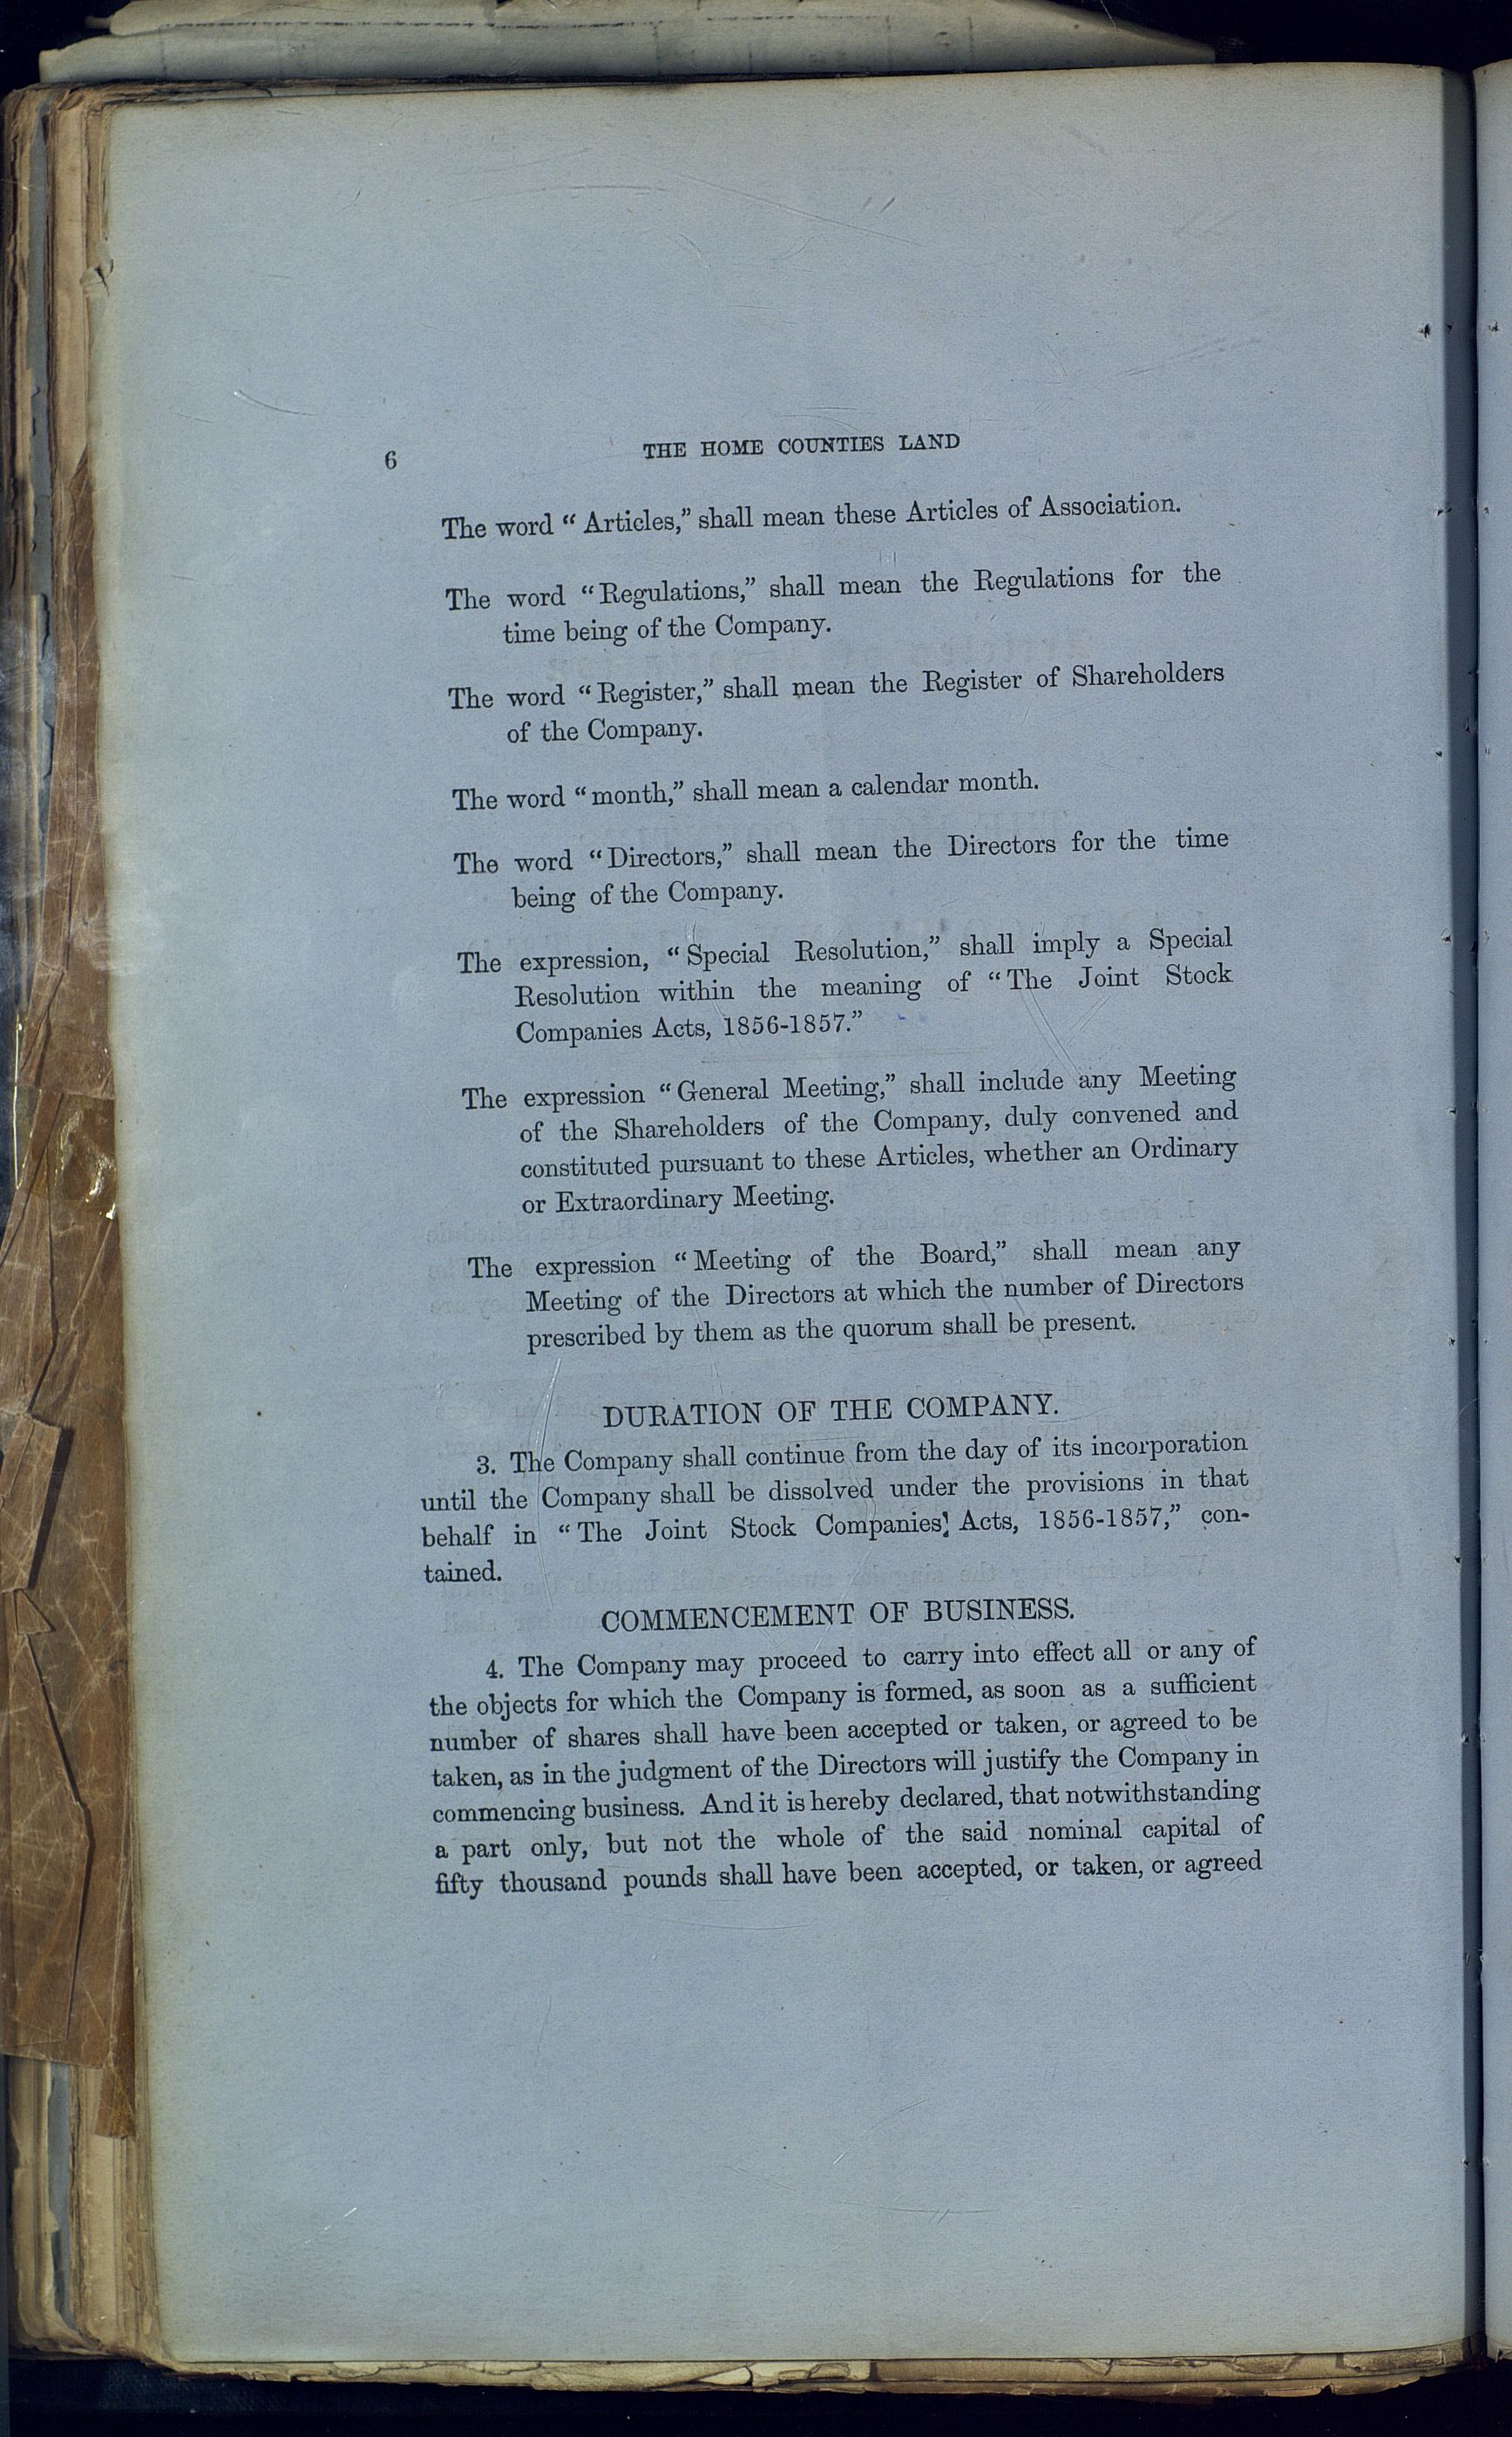 6
THE HOME COUNTIES LAND
The word “ Articles,” shall mean these Articles of Association.
The word “Regulations,” shall mean the Regulations for the
time being of the Company.
The word “Register,” shall mean the Register of Shareholders
of the Company.
The word “month,” shall mean a calendar month.
The word “Directors,” shall mean the Directors for the time
being of the Company.
The expression, “Special Resolution,” shall imply a Special
Resolution within the meaning of “The Joint Stock
Companies Acts, 1856-1857.”
The expression “General Meeting,” shall include any Meeting
of the Shareholders of the Company, duly convened and
constituted pursuant to these Articles, whether an Ordinary
or Extraordinary Meeting.
The expression “Meeting of the Board,” shall mean any
Meeting of the Directors at which the number of Directors
prescribed by them as the quorum shall be present.
DURATION OF THE COMPANY.
3. The Company shall continue from the day of its incorporation
until the Company shall be dissolved under the provisions in that
behalf in “The Joint Stock Companies' Acts, 1856-1857,” con-
tained.
COMMENCEMENT OF BUSINESS.
4. The Company may proceed to carry into effect all or any of
the objects for which the Company is formed, as soon as a sufficient
number of shares shall have been accepted or taken, or agreed to be
taken, as in the judgment of the Directors will justify the Company in
commencing business. And it is hereby declared, that notwithstanding
a part only, but not the whole of the said nominal capital of
fifty thousand pounds shall have been accepted, or taken, or agreed